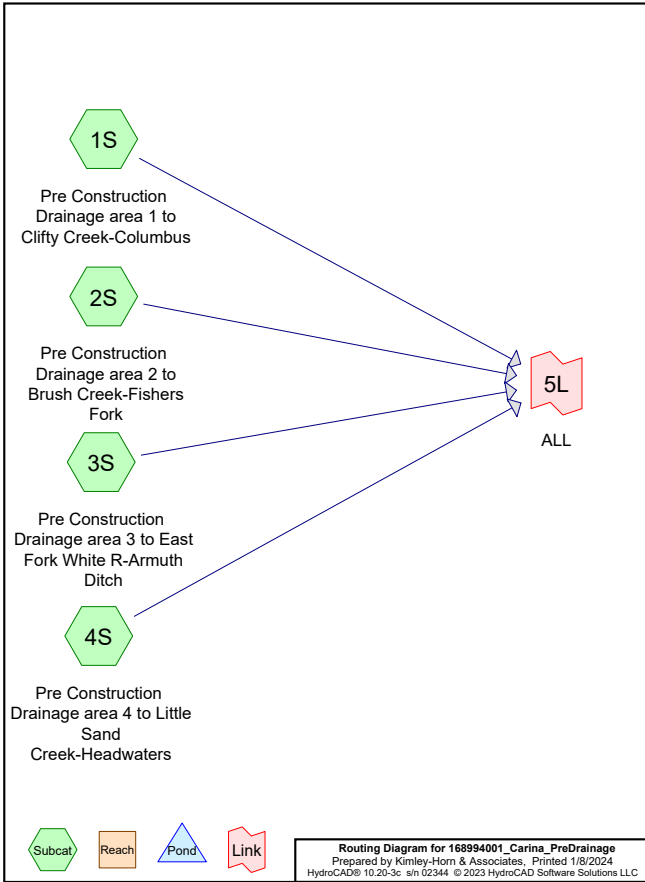 1S
Pre Construction
Drainage area 1 to
Clifty Creek-Columbus
2S
Pre Construction
Drainage area 2 to
Brush Creek-Fishers
Fork
3S
Pre Construction
Drainage area 3 to East
Fork White R-Armuth
Ditch
4S
Pre Construction
Drainage area 4 to Little
Sand
Creek-Headwaters
5L
ALL
Subcat
Reach
Pond
Link
Routing Diagram for 168994001_Carina_PreDrainage
Prepared by Kimley-Horn & Associates, Printed 1/8/2024
HydroCAD® 10.20-3c s/n 02344 © 2023 HydroCAD Software Solutions LLC